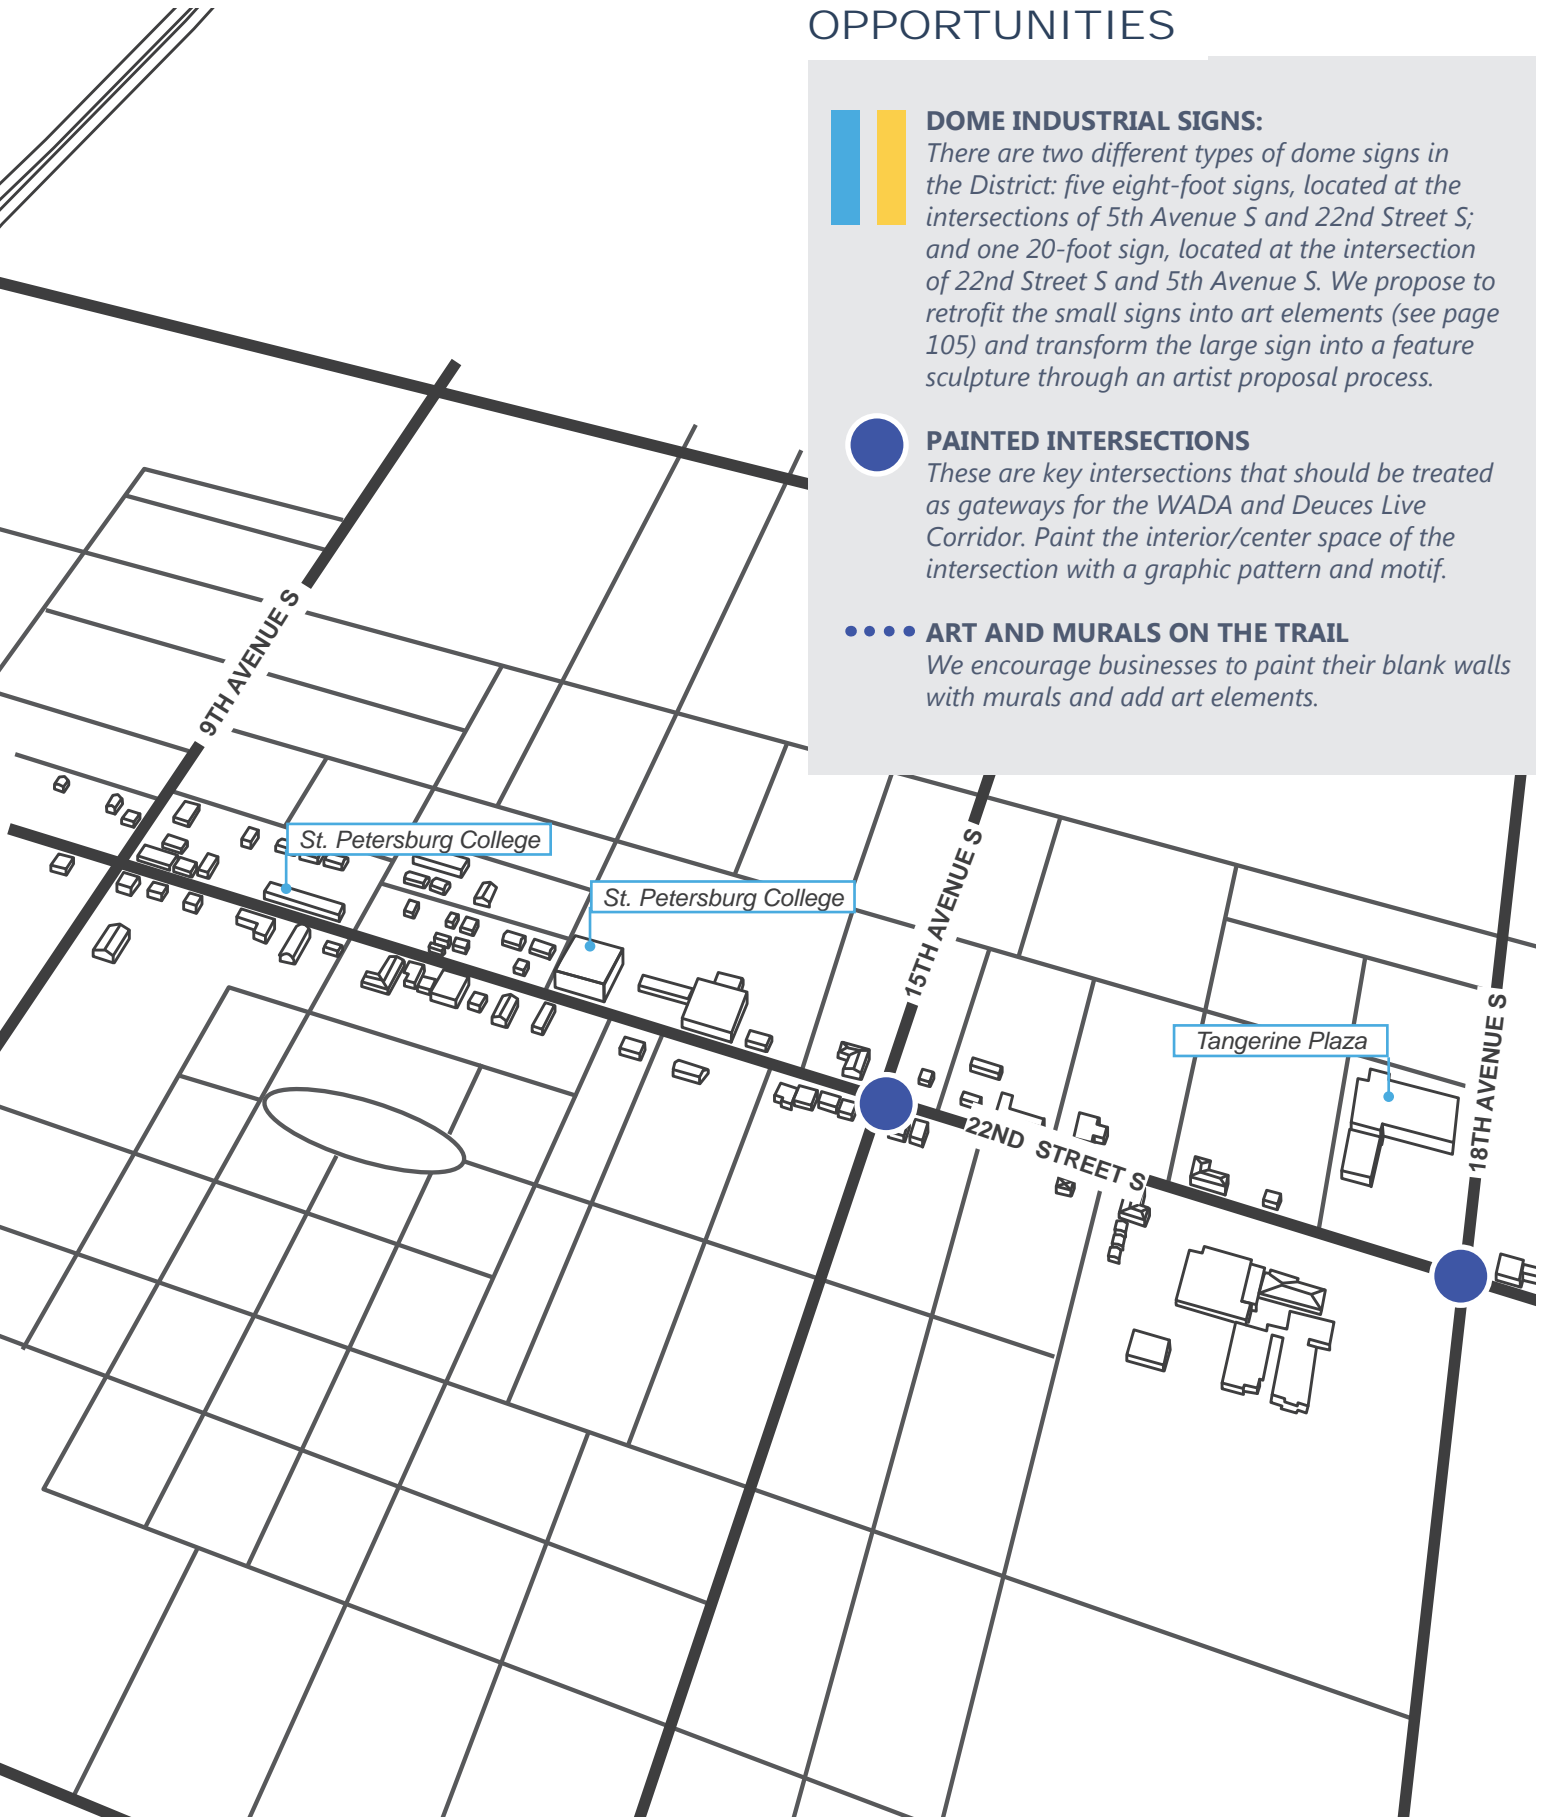 OPPORTUNITIES
DOME INDUSTRIAL SIGNS:
There are two different types of dome signs in
the District: five eight-foot signs, located at the
intersections of 5th Avenue S and 22nd Street S;
and one 20-foot sign, located at the intersection
of 22nd Street S and 5th Avenue S. We propose to
retrofit the small signs into art elements (see page
105) and transform the large sign into a feature
sculpture through an artist proposal process.
PAINTED INTERSECTIONS
These are key intersections that should be treated
as gateways for the WADA and Deuces Live
Corridor. Paint the interior/center space of the
intersection with a graphic pattern and motif.
ART AND MURALS ON THE TRAIL
We encourage businesses to paint their blank walls
with murals and add art elements.
9TH AVENUE S
St. Petersburg College
St. Petersburg College
15TH AVENUE S
Tangerine Plaza
18TH AVENUE S
22ND STREET S